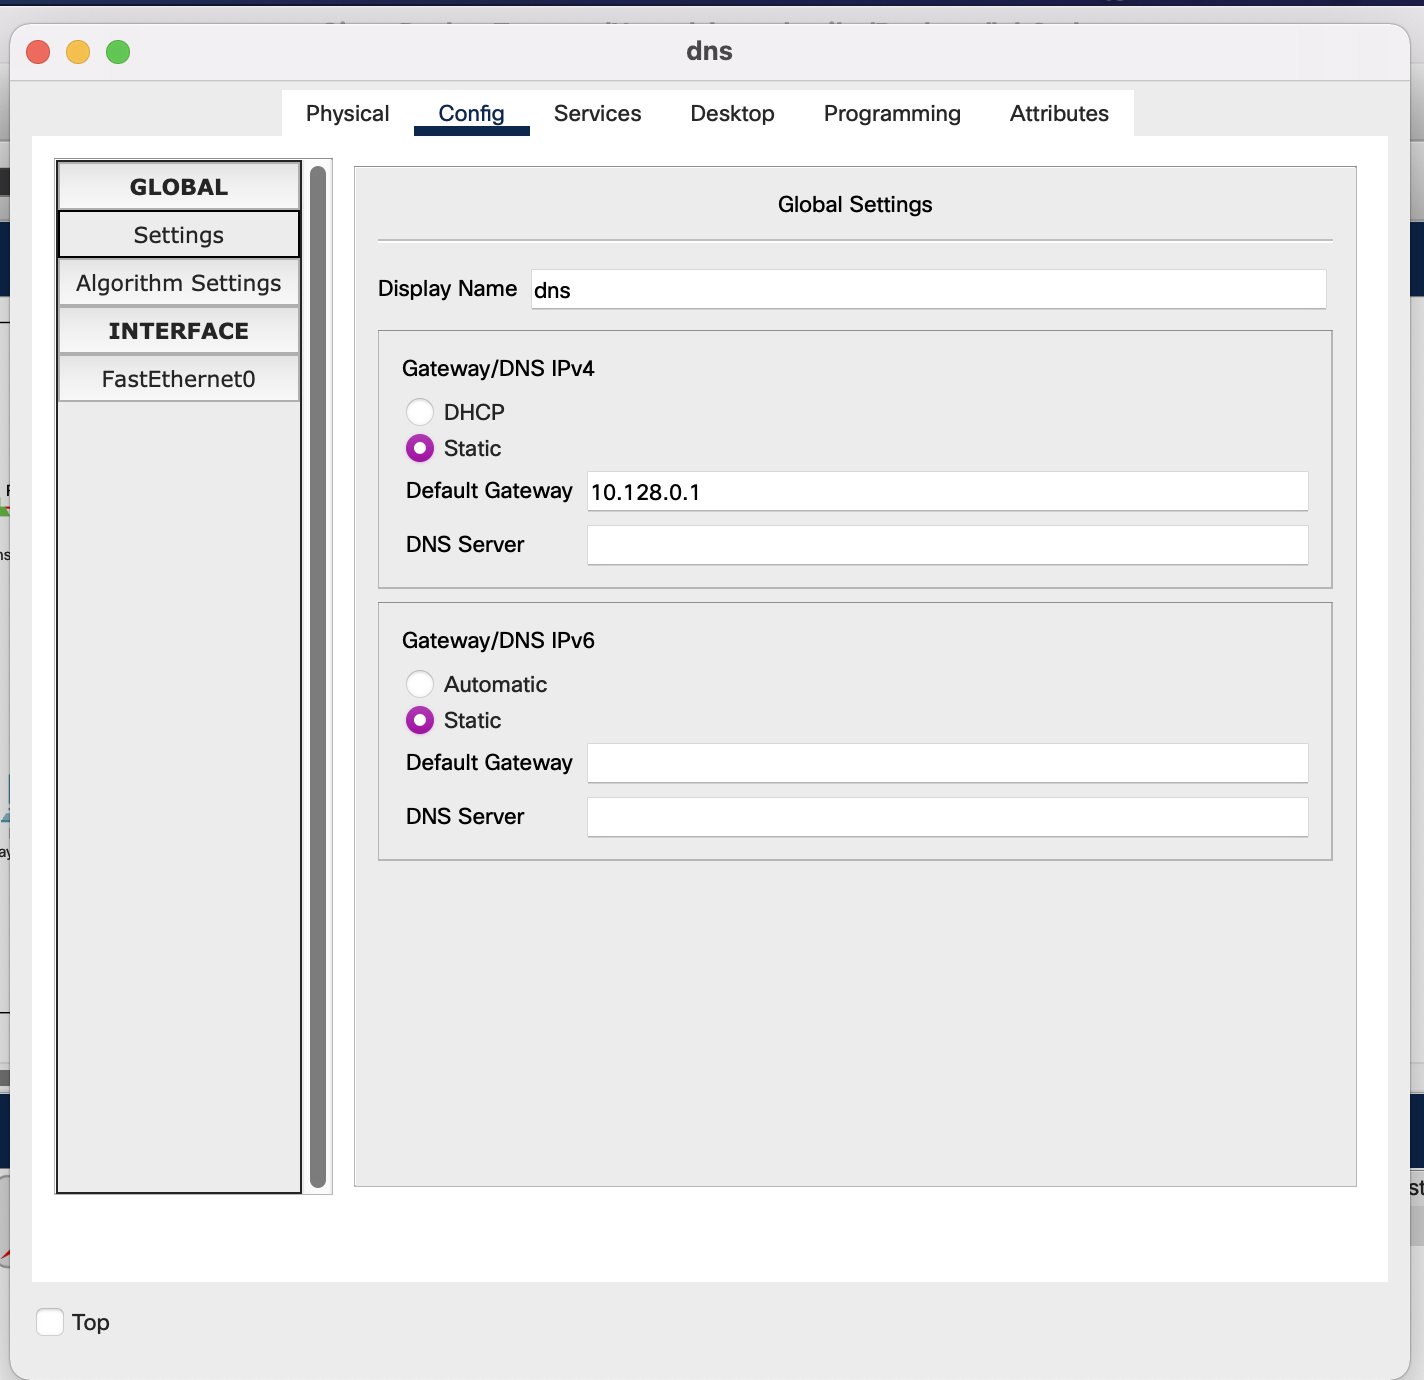 dns
Physical Config Services Desktop Programming Attributes
GLOBAL
Settings
Algorithm Settings
INTERFACE
FastEthernet0
Global Settings
Display Name dns
Gateway/DNS IPv4
DHCP
Static
Default Gateway 10.128.0.1
DNS Server
Gateway/DNS IPv6
Automatic
Static
Default Gateway
DNS Server
Top